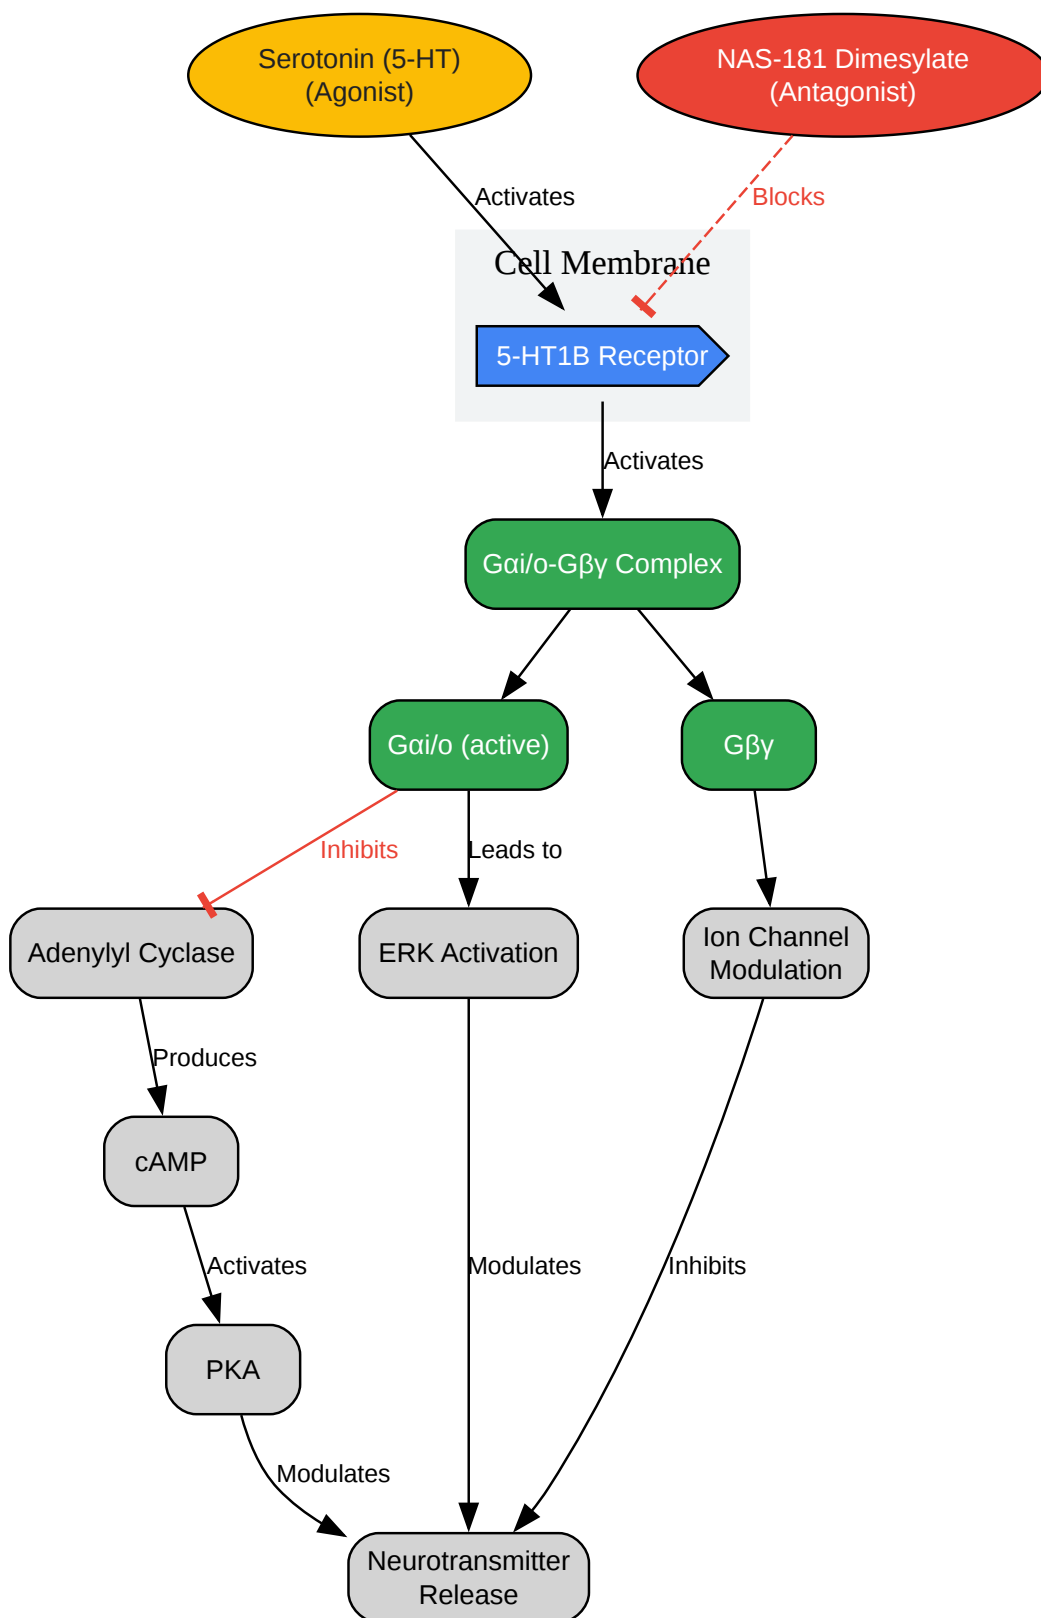 Serotonin (5-HT)
(Agonist)
NAS-181 Dimesylate
(Antagonist)
Activates
Blocks
Cell Membrane
5-HT1B Receptor
Activates
Gαi/o-Gβγ Complex
Gαi/o (active)
Gβγ
Inhibits
Leads to
Adenylyl Cyclase
ERK Activation
Ion Channel
Modulation
Produces
cAMP
Activates
Modulates
Inhibits
PKA
Modulates
Neurotransmitter
Release